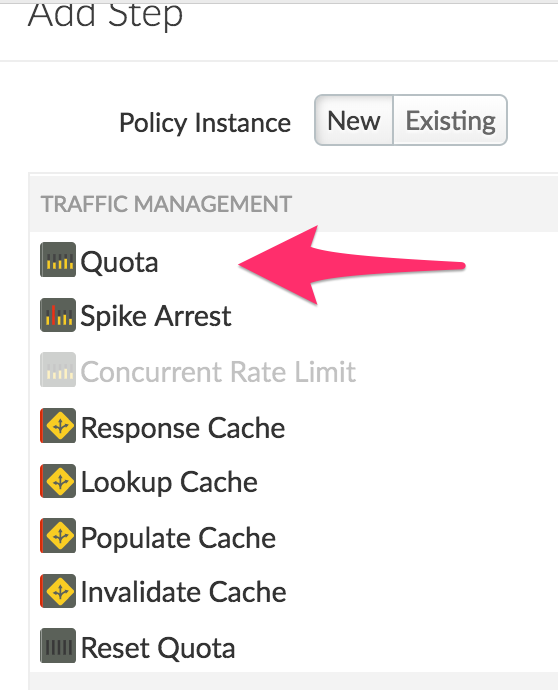 Add Step
Policy Instance New Existing
TRAFFIC MANAGEMENT
Quota
Spike Arrest
Concurrent Rate Limit
Response Cache
Lookup Cache
Populate Cache
Invalidate Cache
Reset Quota